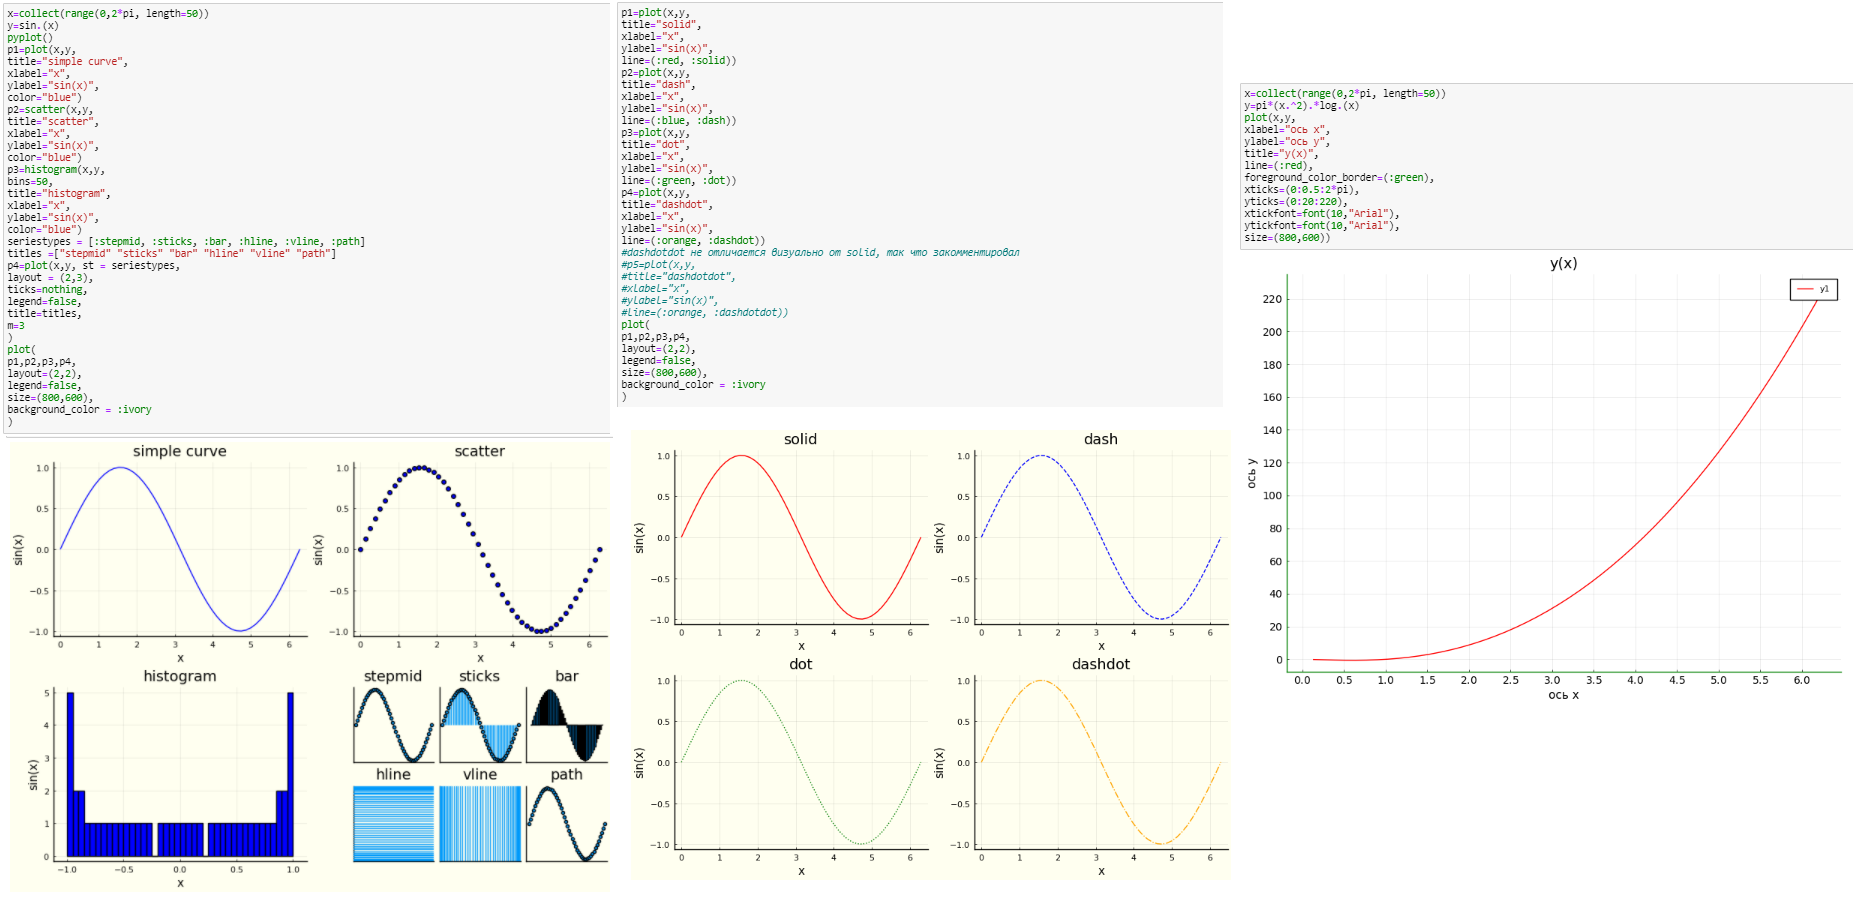 x=collect(range(0,2*pi, length=50))
y=sin.(x)
pyplot()
p1=plot(x,y,
title="simple curve",
xlabel="x",
ylabel="sin(x)",
color="blue")
p2=scatter(x,y,
title="scatter",
xlabel="x",
ylabel="sin(x)",
color="blue")
p3=histogram(x,y,
bins=50,
title="histogram",
xlabel="x",
ylabel="sin(x)",
color="blue")
seriestypes = [:stepmid, :sticks, :bar, :hline, :vline, :path]
titles =["stepmid" "sticks" "bar" "hline" "vline" "path"]
p4=plot(x,y, st = seriestypes,
layout = (2,3),
ticks=nothing,
legend=false,
title=titles,
m=3
)
plot(
p1,p2,p3,p4,
layout=(2,2),
legend=false,
size=(800,600),
background_color = :ivory
)
simple curve
1.0
0.5
0.0
−0.5
−1.0
sin(x)
0 1 2 3 4 5 6
x
scatter
1.0
0.5
0.0
−0.5
−1.0
sin(x)
0 1 2 3 4 5 6
x
histogram
5
4
3
2
1
0
sin(x)
−1.0 −0.5 0.0 0.5 1.0
x
stepmid sticks bar
hline vline path
p1=plot(x,y,
title="solid",
xlabel="x",
ylabel="sin(x)",
line=(:red, :solid))
p2=plot(x,y,
title="dash",
xlabel="x",
ylabel="sin(x)",
line=(:blue, :dash))
p3=plot(x,y,
title="dot",
xlabel="x",
ylabel="sin(x)",
line=(:green, :dot))
p4=plot(x,y,
title="dashdot",
xlabel="x",
ylabel="sin(x)",
line=(:orange, :dashdot))
#dashdotdot не отличается визуально от solid, так что закомментировал
#p5=plot(x,y,
#title="dashdotdot",
#xlabel="x",
#ylabel="sin(x)",
#line=(:orange, :dashdotdot))
plot(
p1,p2,p3,p4,
layout=(2,2),
legend=false,
size=(800,600),
background_color = :ivory
)
solid
1.0
0.5
0.0
−0.5
−1.0
sin(x)
0 1 2 3 4 5 6
x
dash
1.0
0.5
0.0
−0.5
−1.0
sin(x)
0 1 2 3 4 5 6
x
dot
1.0
0.5
0.0
−0.5
−1.0
sin(x)
0 1 2 3 4 5 6
x
dashdot
1.0
0.5
0.0
−0.5
−1.0
sin(x)
0 1 2 3 4 5 6
x
x=collect(range(0,2*pi, length=50))
y=pi*(x.^2).*log.(x)
plot(x,y,
xlabel="ось x",
ylabel="ось y",
title="y(x)",
line=(:red),
foreground_color_border=(:green),
xticks=(0:0.5:2*pi),
yticks=(0:20:220),
xtickfont=font(10,"Arial"),
ytickfont=font(10,"Arial"),
size=(800,600))
y(x)
y1
220
200
180
160
140
120
100
80
60
40
20
0
ось y
0.0 0.5 1.0 1.5 2.0 2.5 3.0 3.5 4.0 4.5 5.0 5.5 6.0
ось x